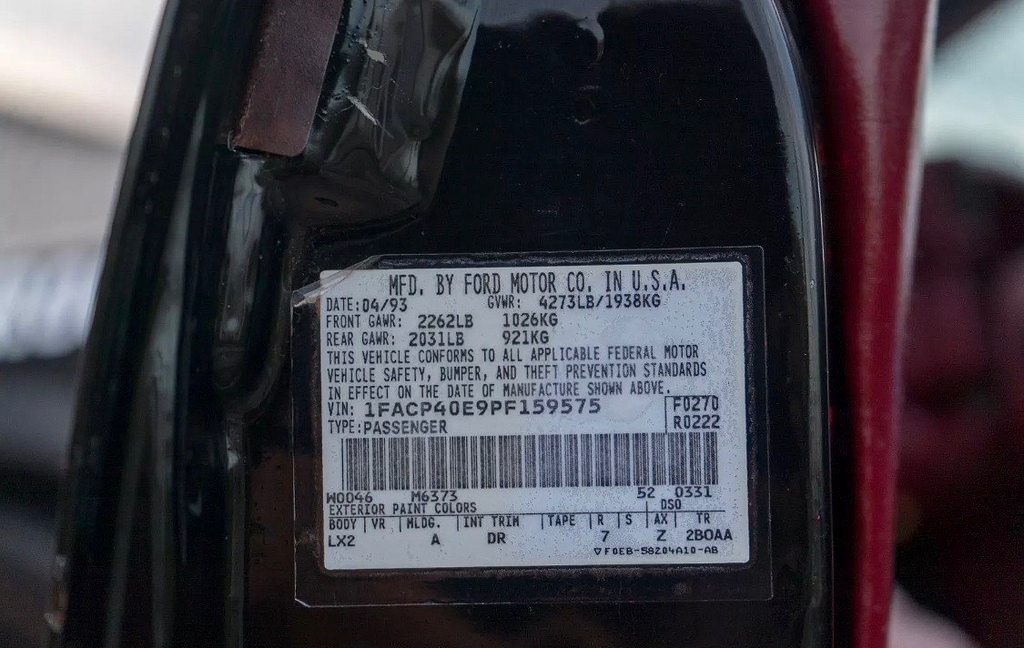 MFD. BY FORD MOTOR CO. IN U.S.A.
DATE: 04/93 GVWR: 4273LB/1938KG
FRONT GAWR: 2262LB 1026KG
REAR GAWR: 2031LB 921KG
THIS VEHICLE CONFORMS TO ALL APPLICABLE FEDERAL MOTOR
VEHICLE SAFETY, BUMPER, AND THEFT PREVENTION STANDARDS
IN EFFECT ON THE DATE OF MANUFACTURE SHOWN ABOVE.
VIN: 1FACP40E9PF159575 F0270
TYPE: PASSENGER R0222
W0046 M6373 52 0331
EXTERIOR PAINT COLORS DSO
BODY VR MLDG. INT TRIM TAPE R S AX TR
LX2 A DR 7 Z 2BOAA
▽F0EB-58204A10-AB